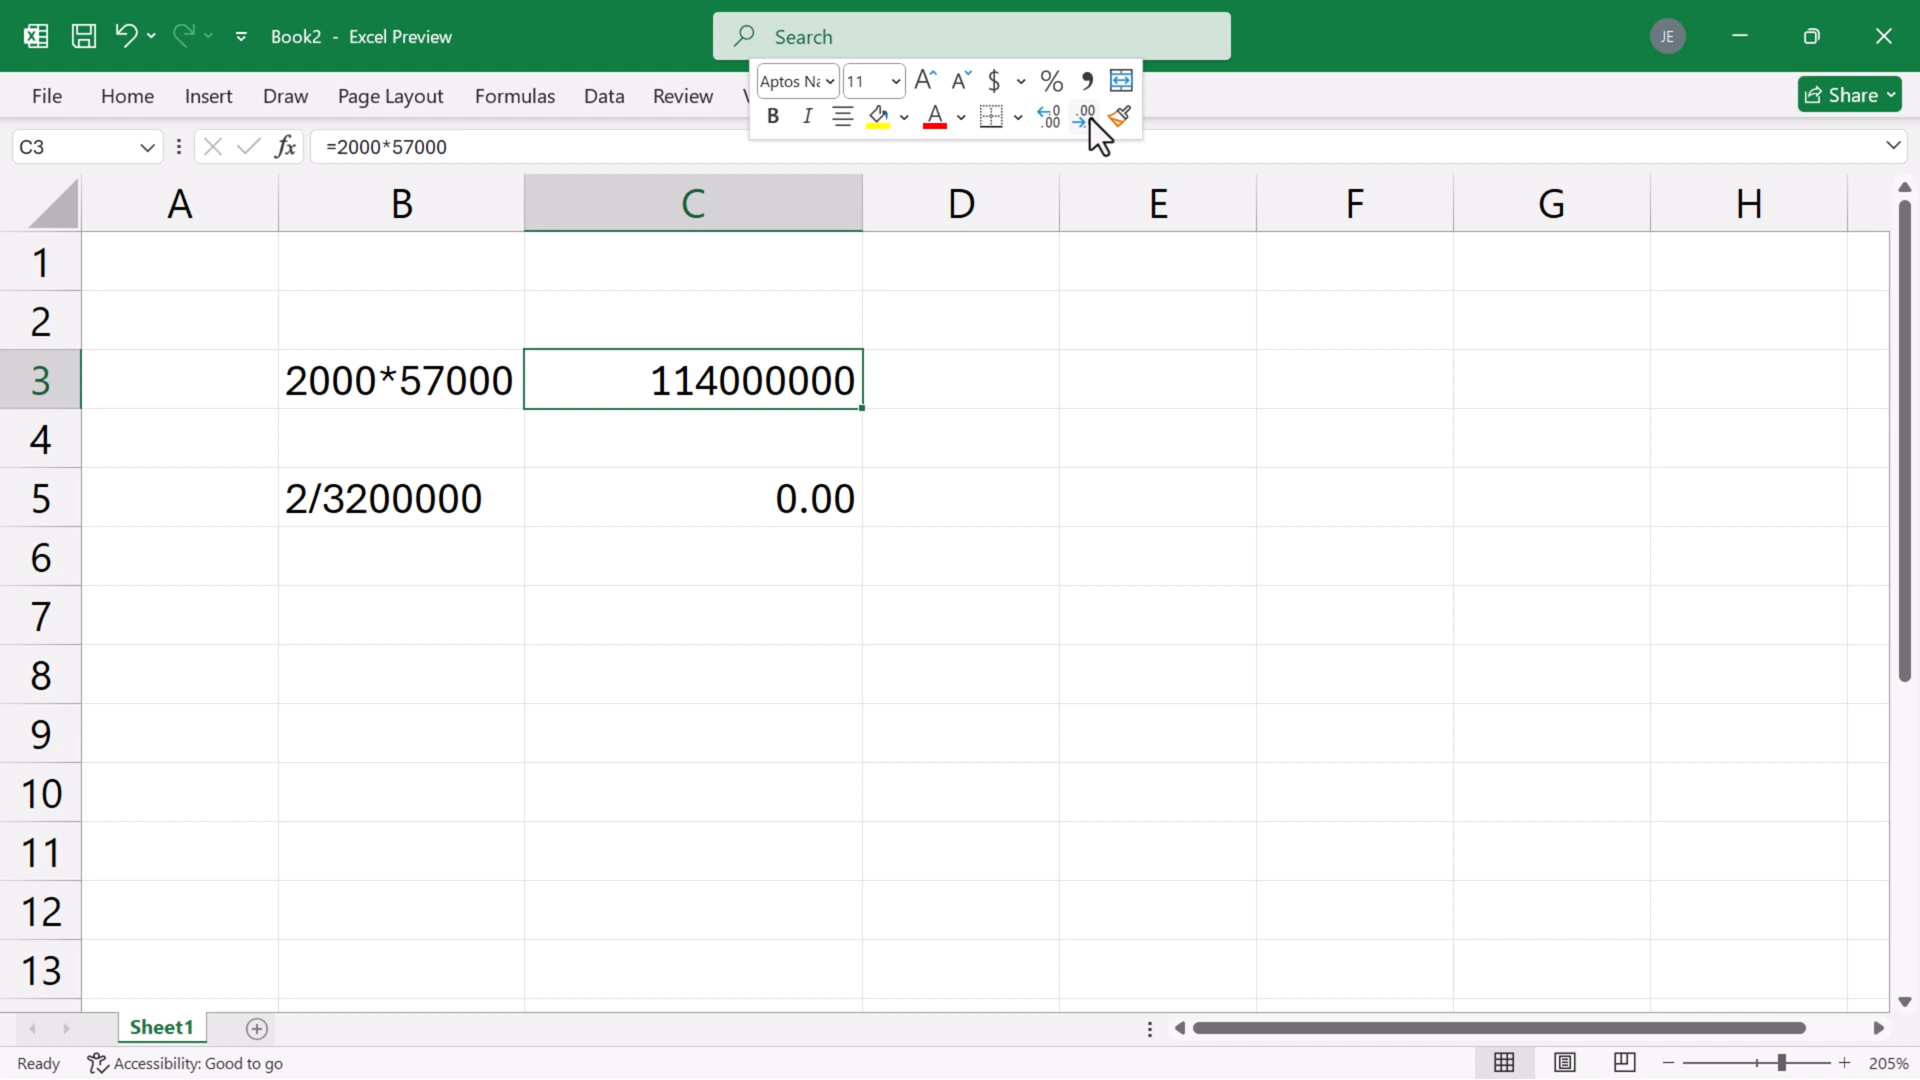 Book2 - Excel Preview
Search
JE
Aptos Na
11
$ % ,
File Home Insert Draw Page Layout Formulas Data Review
B I A
Share
C3
fx
=2000*57000
A B C D E F G H
1
2
3 2000*57000 114000000
4
5 2/3200000 0.00
6
7
8
9
10
11
12
13
Sheet1
Ready
Accessibility: Good to go
205%